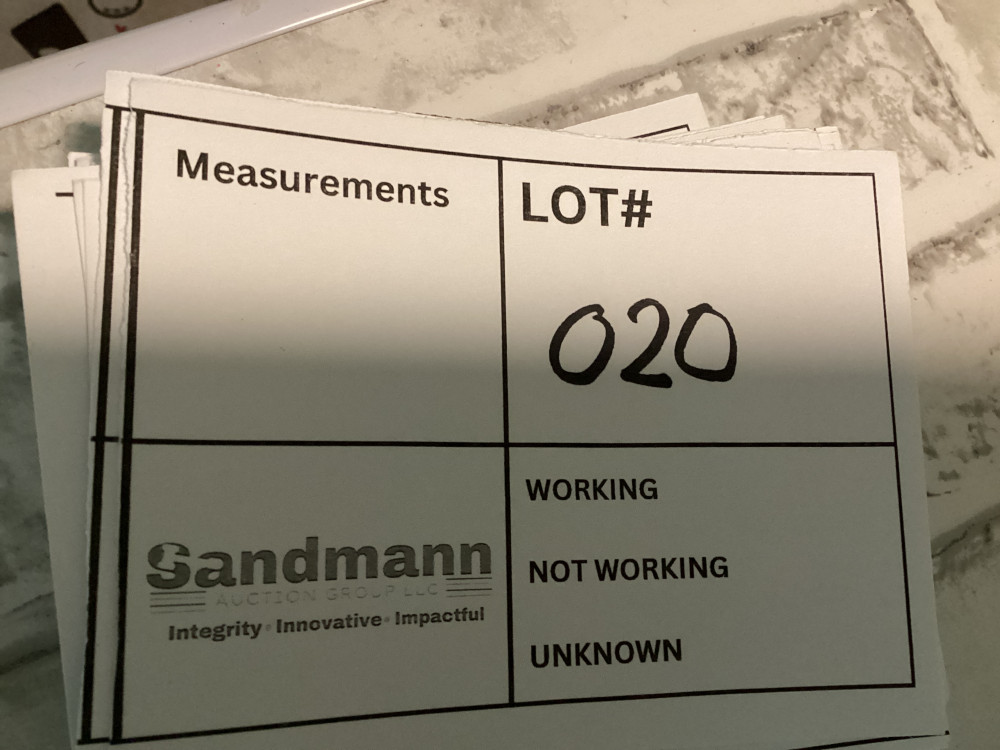 Measurements
LOT#
020
Sandmann
AUCTION GROUP LLC
Integrity · Innovative · Impactful
WORKING
NOT WORKING
UNKNOWN